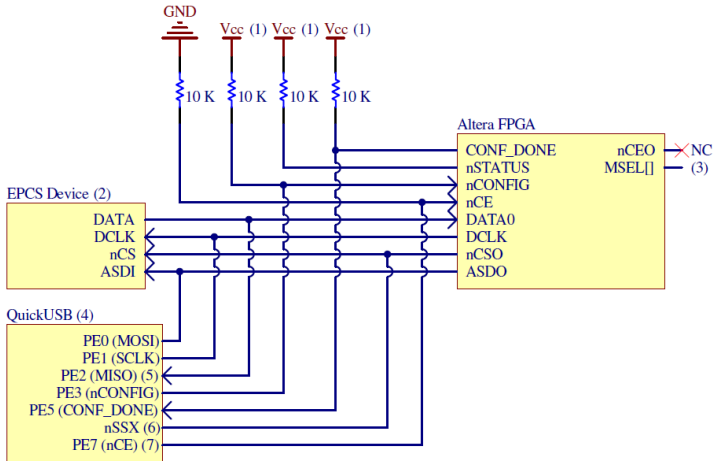 GND
Vcc (1) Vcc (1) Vcc (1)
10 K 10 K 10 K 10 K
Altera FPGA
CONF_DONE nCEO NC
nSTATUS MSEL[] (3)
nCONFIG
nCE
DATA0
DCLK
nCSO
ASDO
EPCS Device (2)
DATA
DCLK
nCS
ASDI
QuickUSB (4)
PE0 (MOSI)
PE1 (SCLK)
PE2 (MISO) (5)
PE3 (nCONFIG)
PE5 (CONF_DONE)
nSSX (6)
PE7 (nCE) (7)